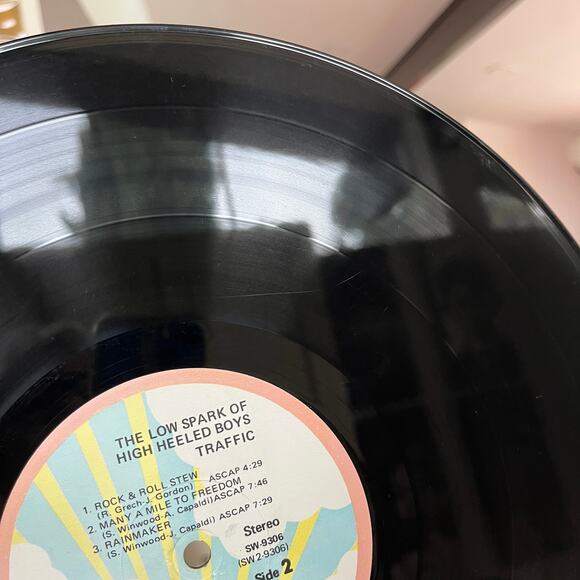 THE LOW SPARK OF
HIGH HEELED BOYS
TRAFFIC
1. ROCK & ROLL STEW ASCAP 4:29
(R. Grech-J. Gordon)
2. MANY A MILE TO FREEDOM
(S. Winwood-A. Capaldi) ASCAP 7:46
3. RAINMAKER
(S. Winwood-J. Capaldi) ASCAP 7:29
Stereo
SW-9306
(SW2-9306)
Side 2